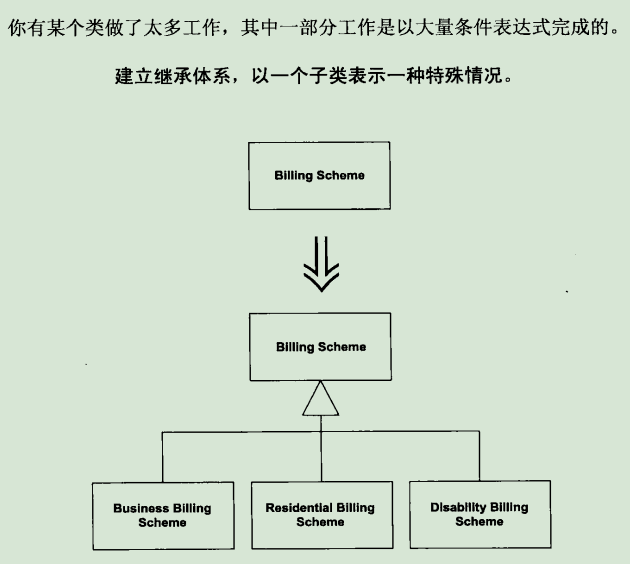 你有某个类做了太多工作，其中一部分工作是以大量条件表达式完成的。
建立继承体系，以一个子类表示一种特殊情况。
Billing Scheme
Billing Scheme
Business Billing
Scheme
Residential Billing
Scheme
Disability Billing
Scheme